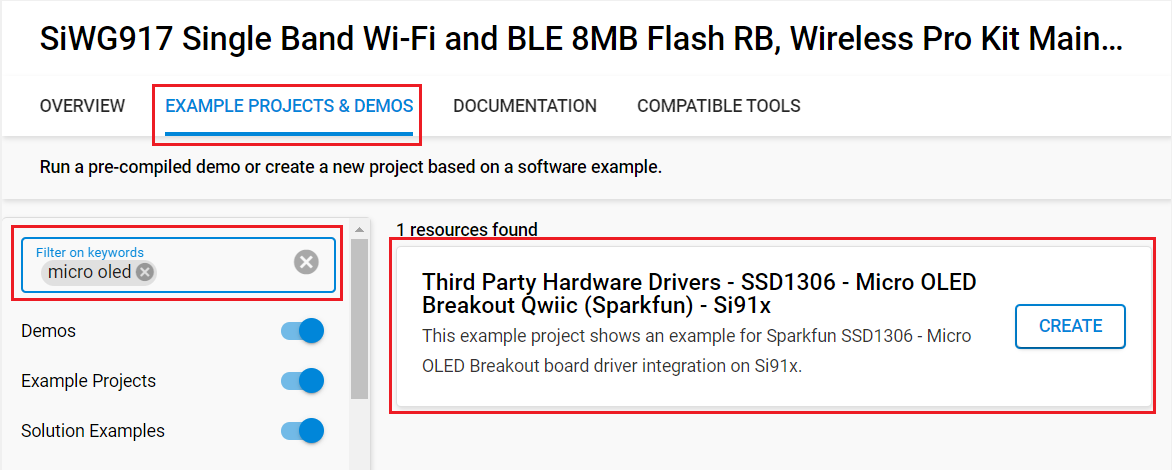 SiWG917 Single Band Wi-Fi and BLE 8MB Flash RB, Wireless Pro Kit Main...
OVERVIEW
EXAMPLE PROJECTS & DEMOS
DOCUMENTATION
COMPATIBLE TOOLS
Run a pre-compiled demo or create a new project based on a software example.
Filter on keywords
micro oled
Demos
Example Projects
Solution Examples
1 resources found
Third Party Hardware Drivers - SSD1306 - Micro OLED
Breakout Qwiic (Sparkfun) - Si91x
This example project shows an example for Sparkfun SSD1306 - Micro
OLED Breakout board driver integration on Si91x.
CREATE